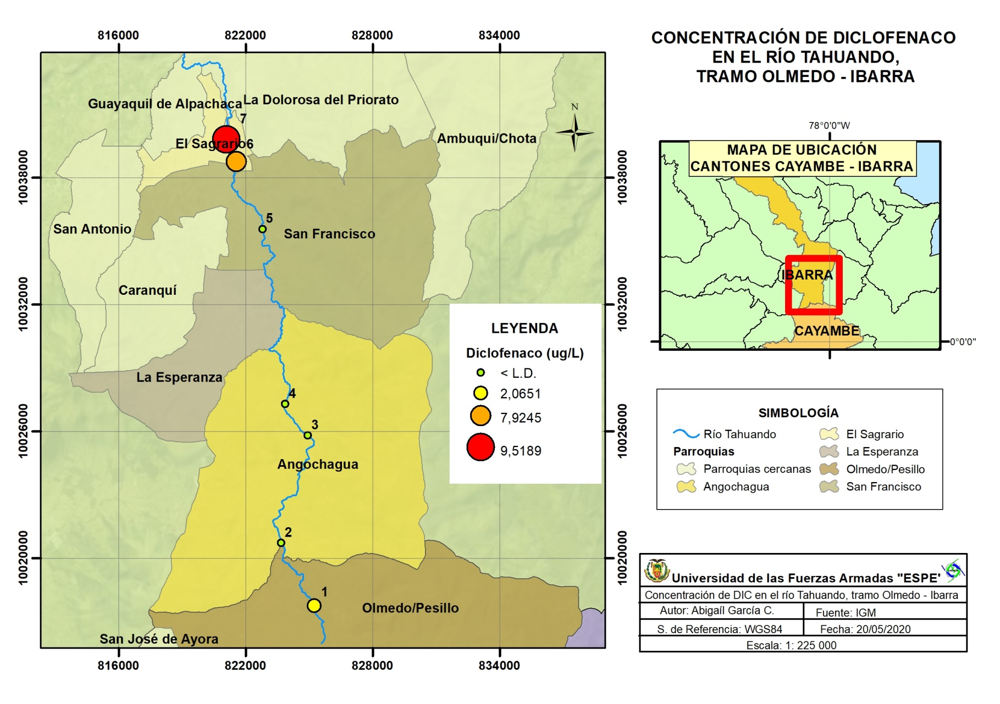 816000
822000
828000
834000
CONCENTRACIÓN DE DICLOFENACO
EN EL RÍO TAHUANDO,
TRAMO OLMEDO - IBARRA
Guayaquil de Alpachaca
La Dolorosa del Priorato
7
El Sagrario
6
Ambuqui/Chota
N
10038000
10038000
5
San Antonio
San Francisco
Caranquí
10032000
10032000
La Esperanza
4
3
10026000
10026000
Angochagua
2
10020000
10020000
1
Olmedo/Pesillo
San José de Ayora
816000
822000
828000
834000
LEYENDA
Diclofenaco (ug/L)
< L.D.
2,0651
7,9245
9,5189
78°0'0"W
MAPA DE UBICACIÓN
CANTONES CAYAMBE - IBARRA
IBARRA
CAYAMBE
0°0'0"
SIMBOLOGÍA
Río Tahuando
Parroquias
Parroquias cercanas
Angochagua
El Sagrario
La Esperanza
Olmedo/Pesillo
San Francisco
Universidad de las Fuerzas Armadas "ESPE"
Concentración de DIC en el río Tahuando, tramo Olmedo - Ibarra
Autor: Abigaíl García C.
Fuente: IGM
S. de Referencia: WGS84
Fecha: 20/05/2020
Escala: 1: 225 000